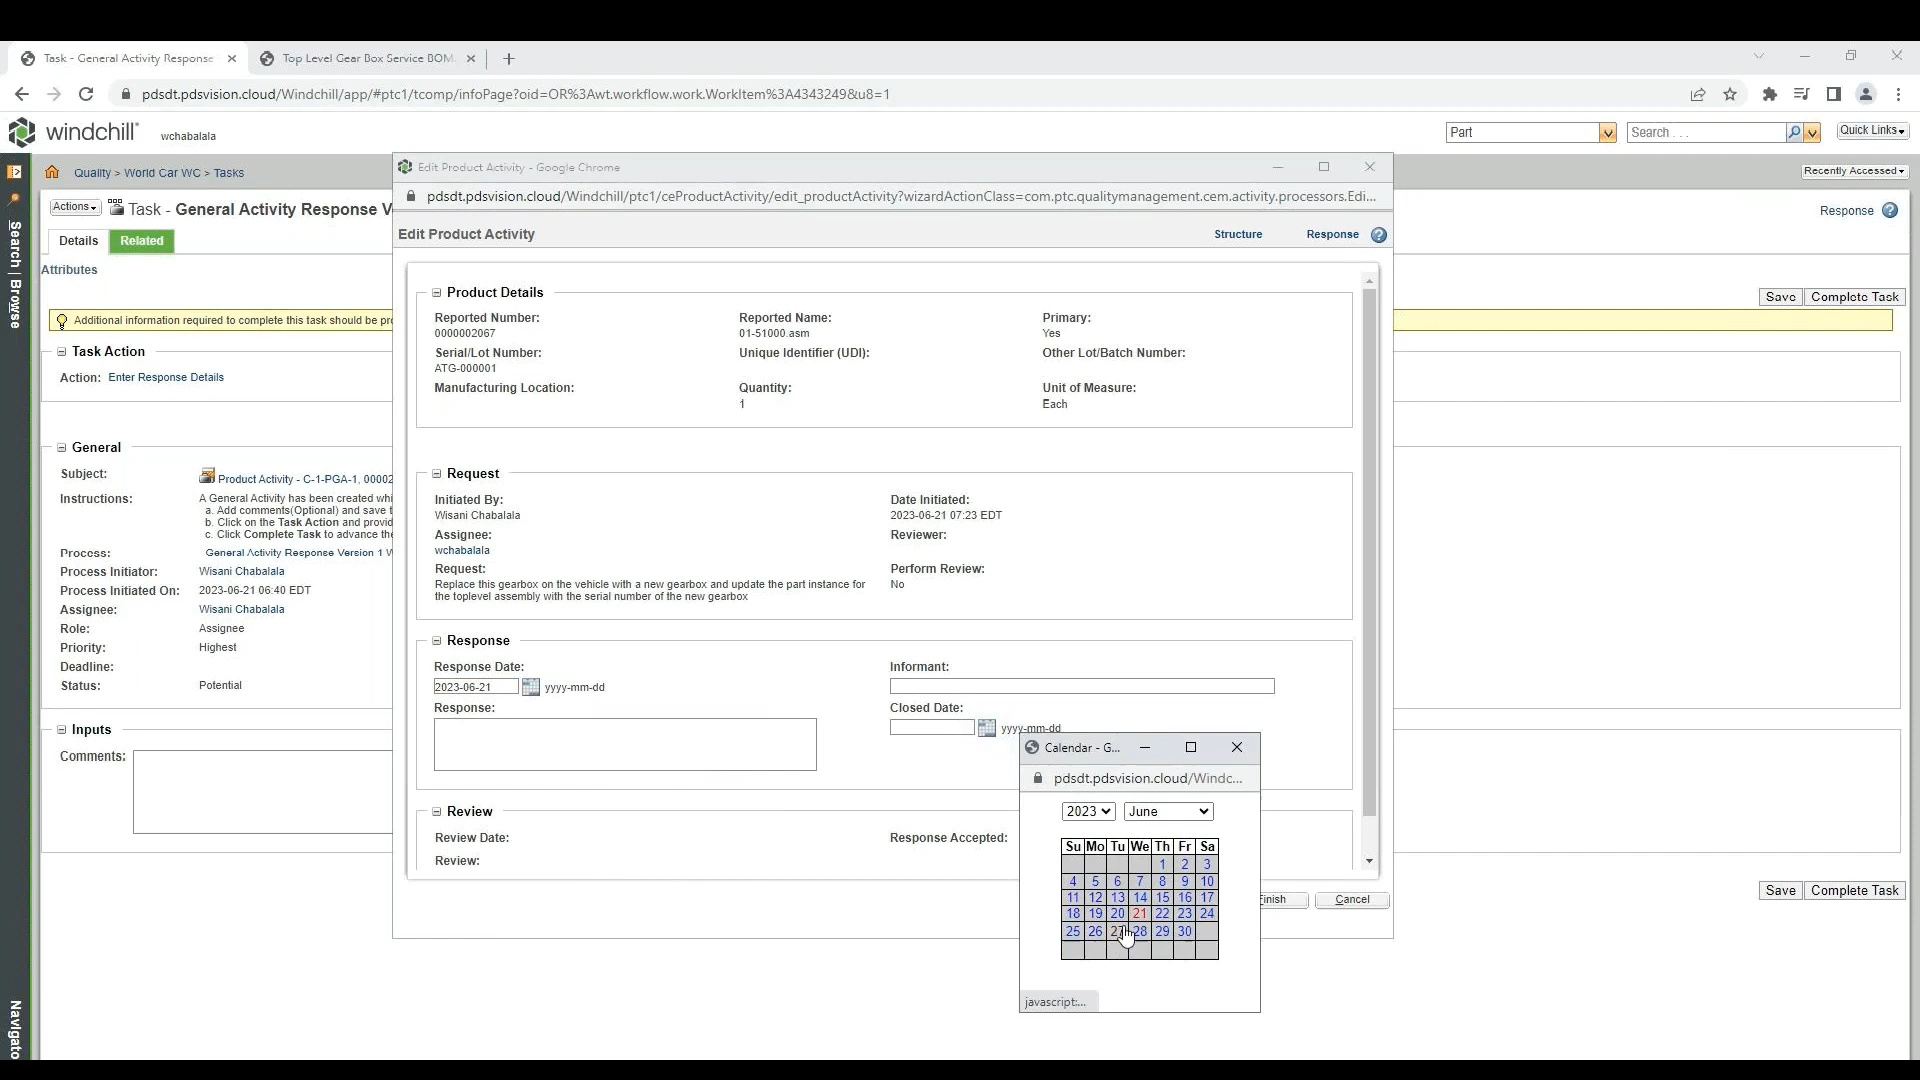 Task - General Activity Response
Top Level Gear Box Service BOM
pdsdt.pdsvision.cloud/Windchill/app/#ptc1/tcomp/infoPage?oid=OR%3Awt.workflow.work.WorkItem%3A4343249&u8=1
windchill
wchabalala
Part
Search . . .
Quick Links
Quality > World Car WC > Tasks
Recently Accessed
Actions
Task - General Activity Response V
Response
Details
Related
Attributes
Search | Browse
Navigato
Save
Complete Task
Additional information required to complete this task should be pr
Task Action
Action: Enter Response Details
General
Subject: Product Activity - C-1-PGA-1, 00002
Instructions: A General Activity has been created whi
a. Add comments(Optional) and save t
b. Click on the Task Action and provid
c. Click Complete Task to advance the
Process: General Activity Response Version 1 W
Process Initiator: Wisani Chabalala
Process Initiated On: 2023-06-21 06:40 EDT
Assignee: Wisani Chabalala
Role: Assignee
Priority: Highest
Deadline:
Status: Potential
Inputs
Comments:
Save
Complete Task
Edit Product Activity - Google Chrome
pdsdt.pdsvision.cloud/Windchill/ptc1/ceProductActivity/edit_productActivity?wizardActionClass=com.ptc.qualitymanagement.cem.activity.processors.Edi...
Edit Product Activity
Structure
Response
Product Details
Reported Number: Reported Name: Primary:
0000002067 01-51000.asm Yes
Serial/Lot Number: Unique Identifier (UDI): Other Lot/Batch Number:
ATG-000001
Manufacturing Location: Quantity: Unit of Measure:
1 Each
Request
Initiated By: Date Initiated:
Wisani Chabalala 2023-06-21 07:23 EDT
Assignee: Reviewer:
wchabalala
Request: Perform Review:
Replace this gearbox on the vehicle with a new gearbox and update the part instance for No
the toplevel assembly with the serial number of the new gearbox
Response
Response Date: Informant:
2023-06-21 yyyy-mm-dd
Response: Closed Date:
yyyy-mm-dd
Review
Review Date: Response Accepted:
Review:
Finish
Cancel
Calendar - G...
pdsdt.pdsvision.cloud/Windc...
2023 June
Su Mo Tu We Th Fr Sa
1 2 3
4 5 6 7 8 9 10
11 12 13 14 15 16 17
18 19 20 21 22 23 24
25 26 27 28 29 30
javascript:...